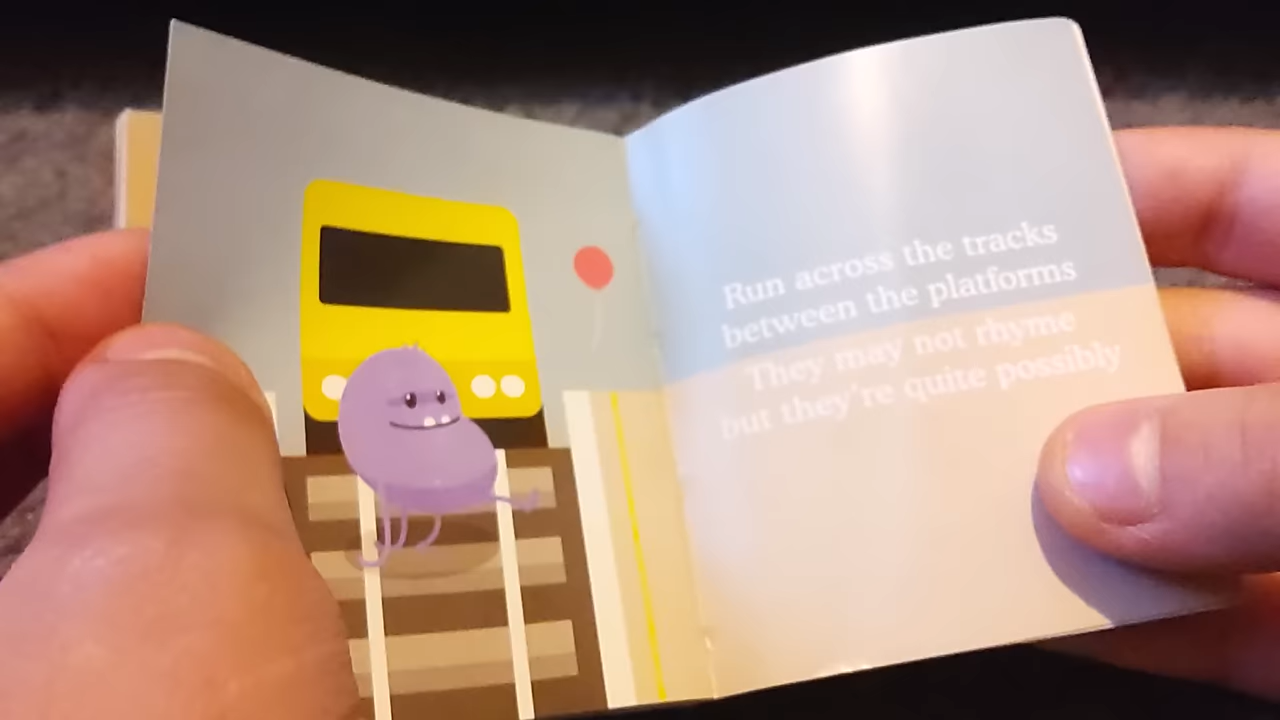 Run across the tracks
between the platforms
They may not rhyme
but they're quite possibly